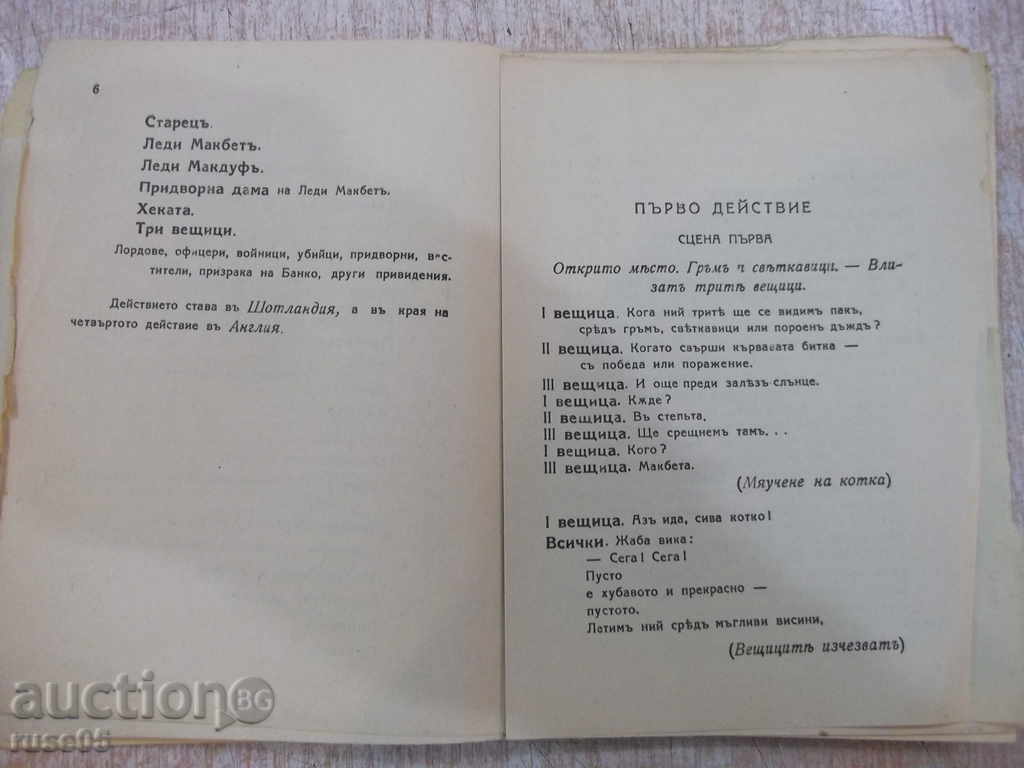 6
Старецъ.
Леди Макбетъ.
Леди Макдуфъ.
Придворна дама на Леди Макбетъ.
Хеката.
Три вещици.
Лордове, офицери, войници, убийци, придворни, вѣс-
тители, призрака на Банко, други привидения.
Действието става въ Шотландия, а въ края на
четвъртото действие въ Англия.
ПЪРВО ДЕЙСТВИЕ
СЦЕНА ПЪРВА
Открито мѣсто. Гръмъ и свѣткавици. — Вли-
затъ тритѣ вещици.
I вещица. Кога ний тритѣ ще се видимъ пакъ,
срѣдъ гръмъ, свѣткавици или пороенъ дъждъ?
II вещица. Когато свърши кървавата битка —
съ победа или поражение.
III вещица. И още преди залѣзъ-слънце.
I вещица. Кѫде?
II вещица. Въ степьта.
III вещица. Ще срещнемъ тамъ. . .
I вещица. Кого?
III вещица. Макбета.
(Мяучене на котка)
I вещица. Азъ ида, сива котко!
Всички. Жаба вика:
— Сега! Сега!
Пусто
е хубавото и прекрасно —
пустото.
Летимъ ний срѣдъ мъгливи висини,
(Вещицитѣ изчезватъ)
auction BG
ruse05